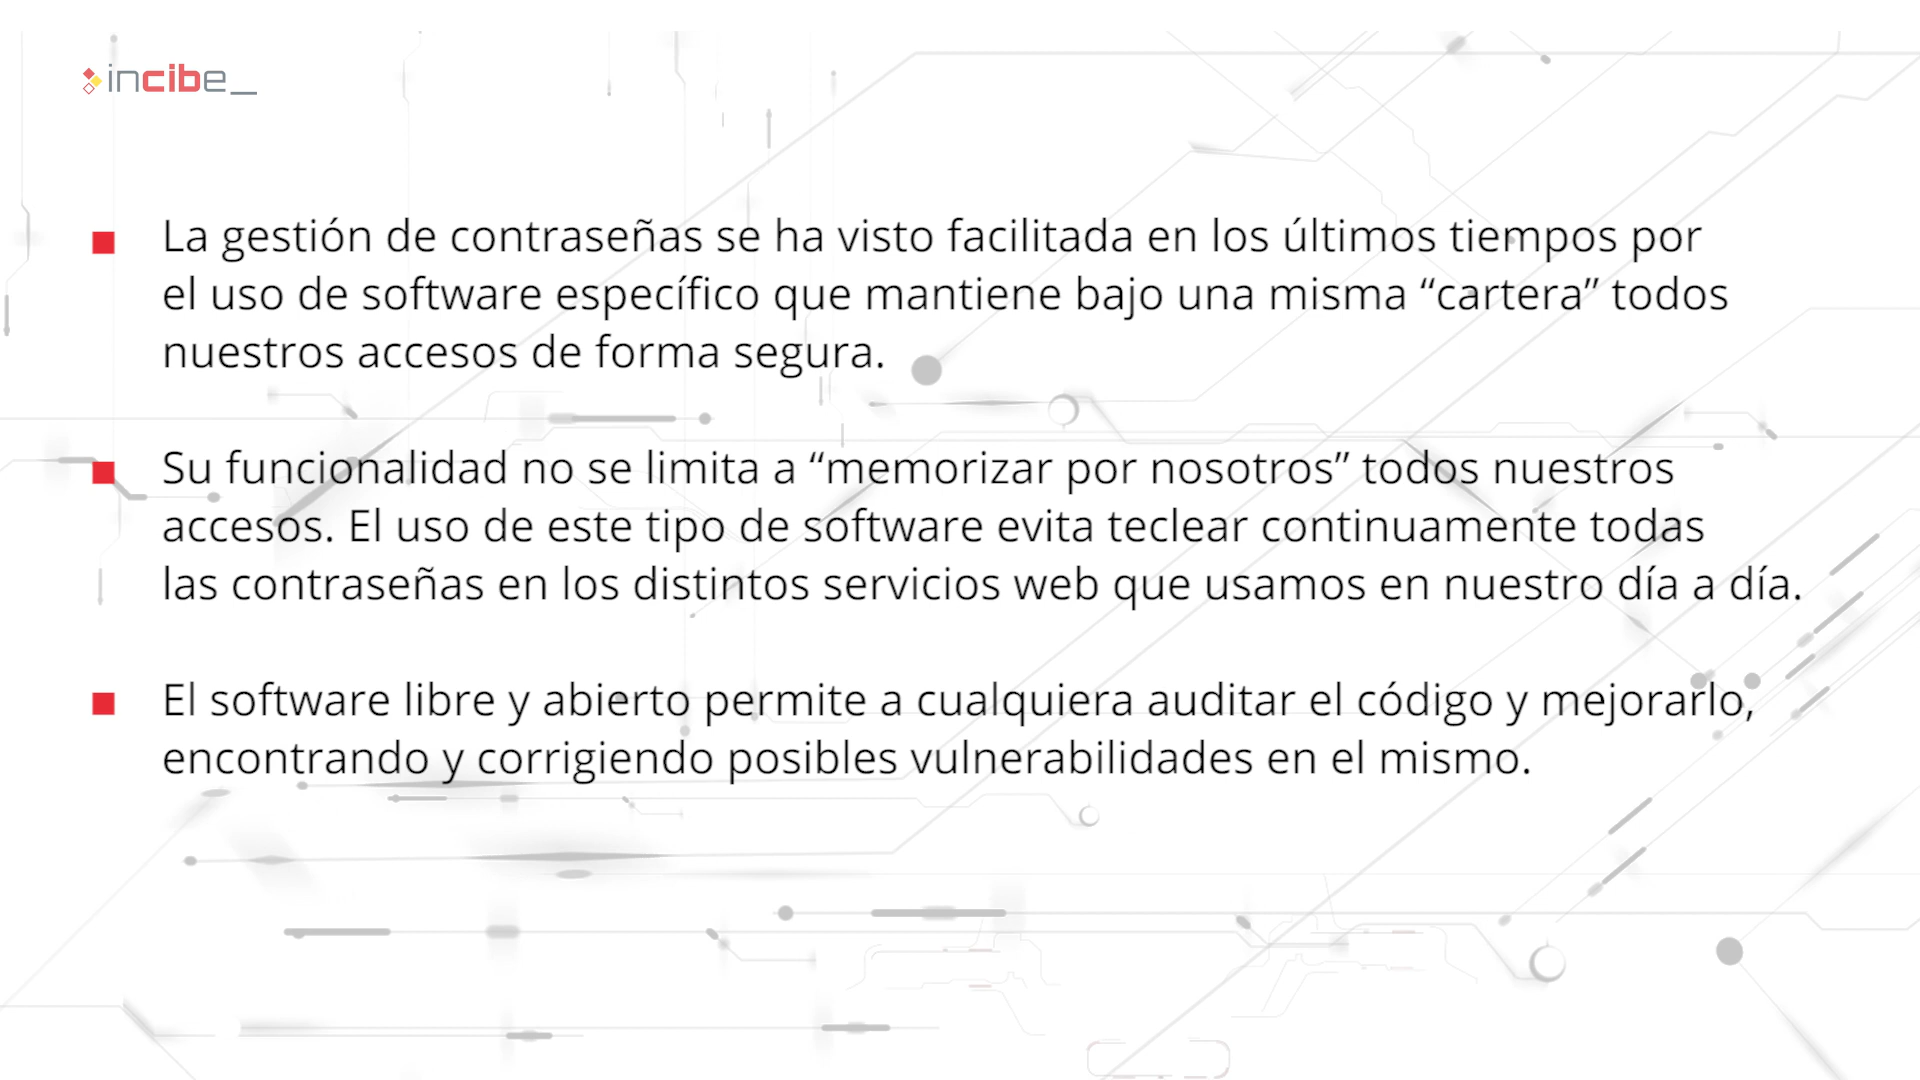 incibe_
La gestión de contraseñas se ha visto facilitada en los últimos tiempos por
el uso de software específico que mantiene bajo una misma “cartera” todos
nuestros accesos de forma segura.
Su funcionalidad no se limita a “memorizar por nosotros” todos nuestros
accesos. El uso de este tipo de software evita teclear continuamente todas
las contraseñas en los distintos servicios web que usamos en nuestro día a día.
El software libre y abierto permite a cualquiera auditar el código y mejorarlo,
encontrando y corrigiendo posibles vulnerabilidades en el mismo.